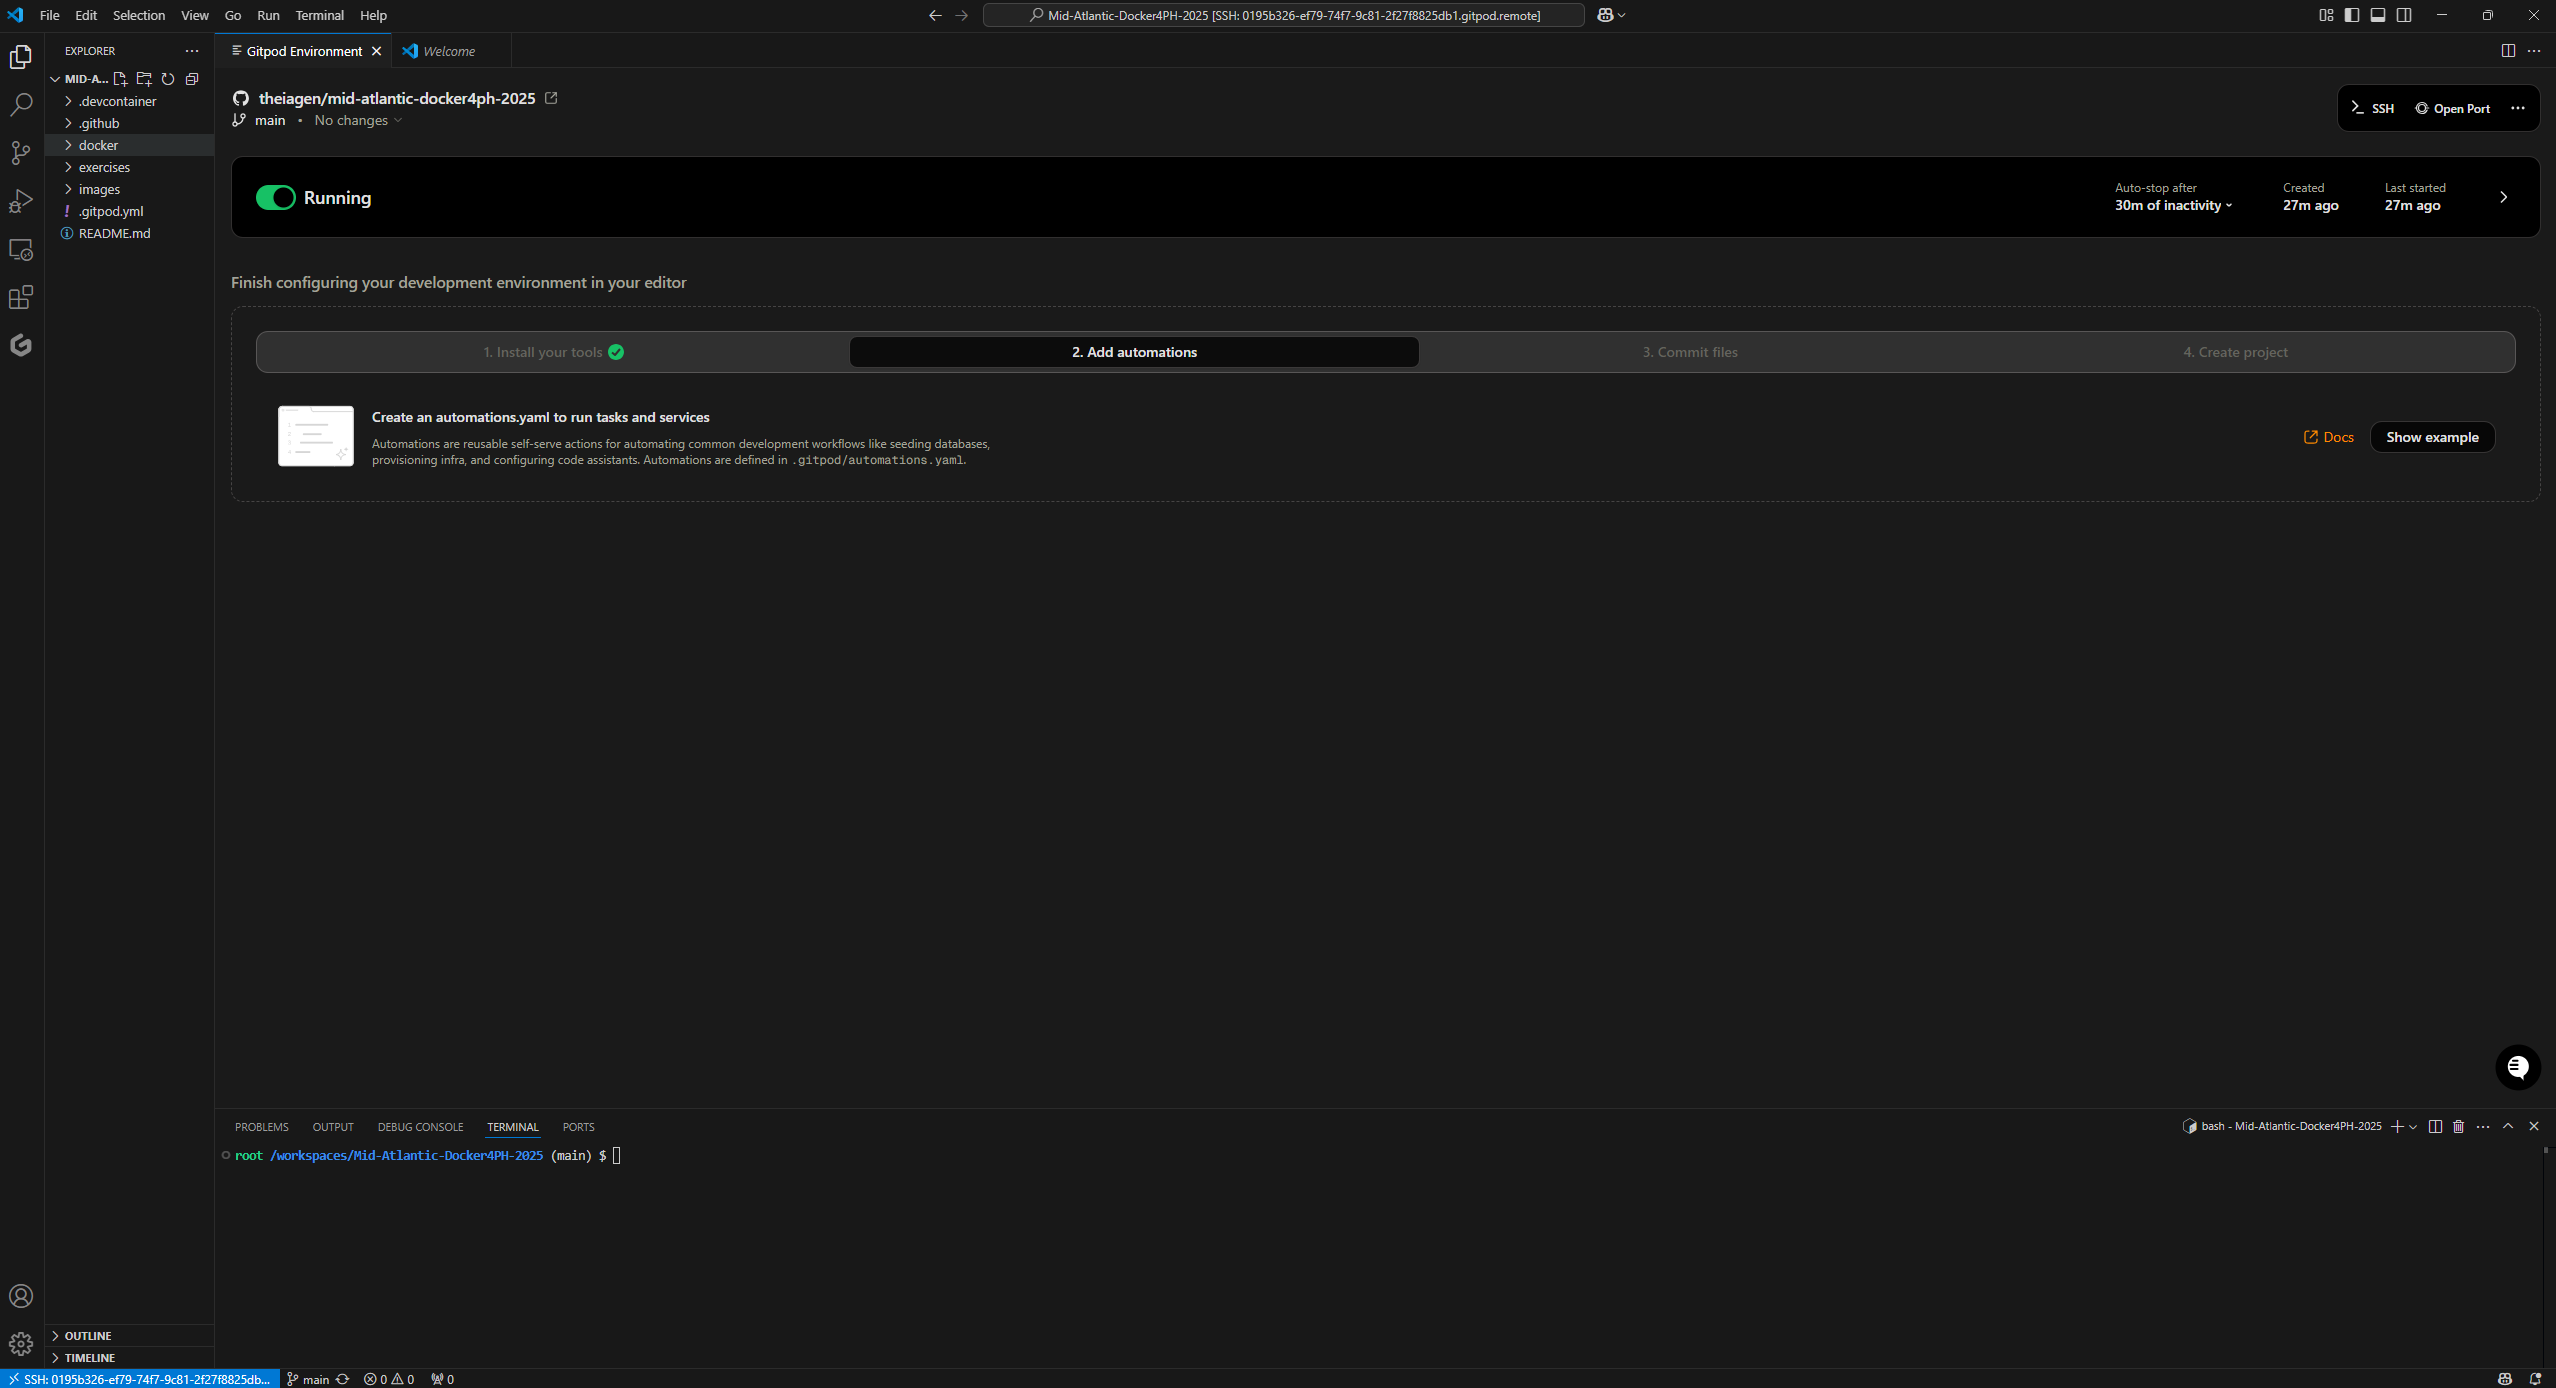 File Edit Selection View Go Run Terminal Help
Mid-Atlantic-Docker4PH-2025 [SSH: 0195b326-ef79-74f7-9c81-2f27f8825db1.gitpod.remote]
EXPLORER
Gitpod Environment
Welcome
MID-A...
.devcontainer
.github
docker
exercises
images
.gitpod.yml
README.md
theiagen/mid-atlantic-docker4ph-2025
main • No changes
SSH
Open Port
Running
Auto-stop after
30m of inactivity
Created
27m ago
Last started
27m ago
Finish configuring your development environment in your editor
1. Install your tools
2. Add automations
3. Commit files
4. Create project
Create an automations.yaml to run tasks and services
Automations are reusable self-serve actions for automating common development workflows like seeding databases,
provisioning infra, and configuring code assistants. Automations are defined in .gitpod/automations.yaml.
Docs
Show example
PROBLEMS OUTPUT DEBUG CONSOLE TERMINAL PORTS
bash - Mid-Atlantic-Docker4PH-2025
root /workspaces/Mid-Atlantic-Docker4PH-2025 (main) $
OUTLINE
TIMELINE
SSH: 0195b326-ef79-74f7-9c81-2f27f8825db... main 0 0 0